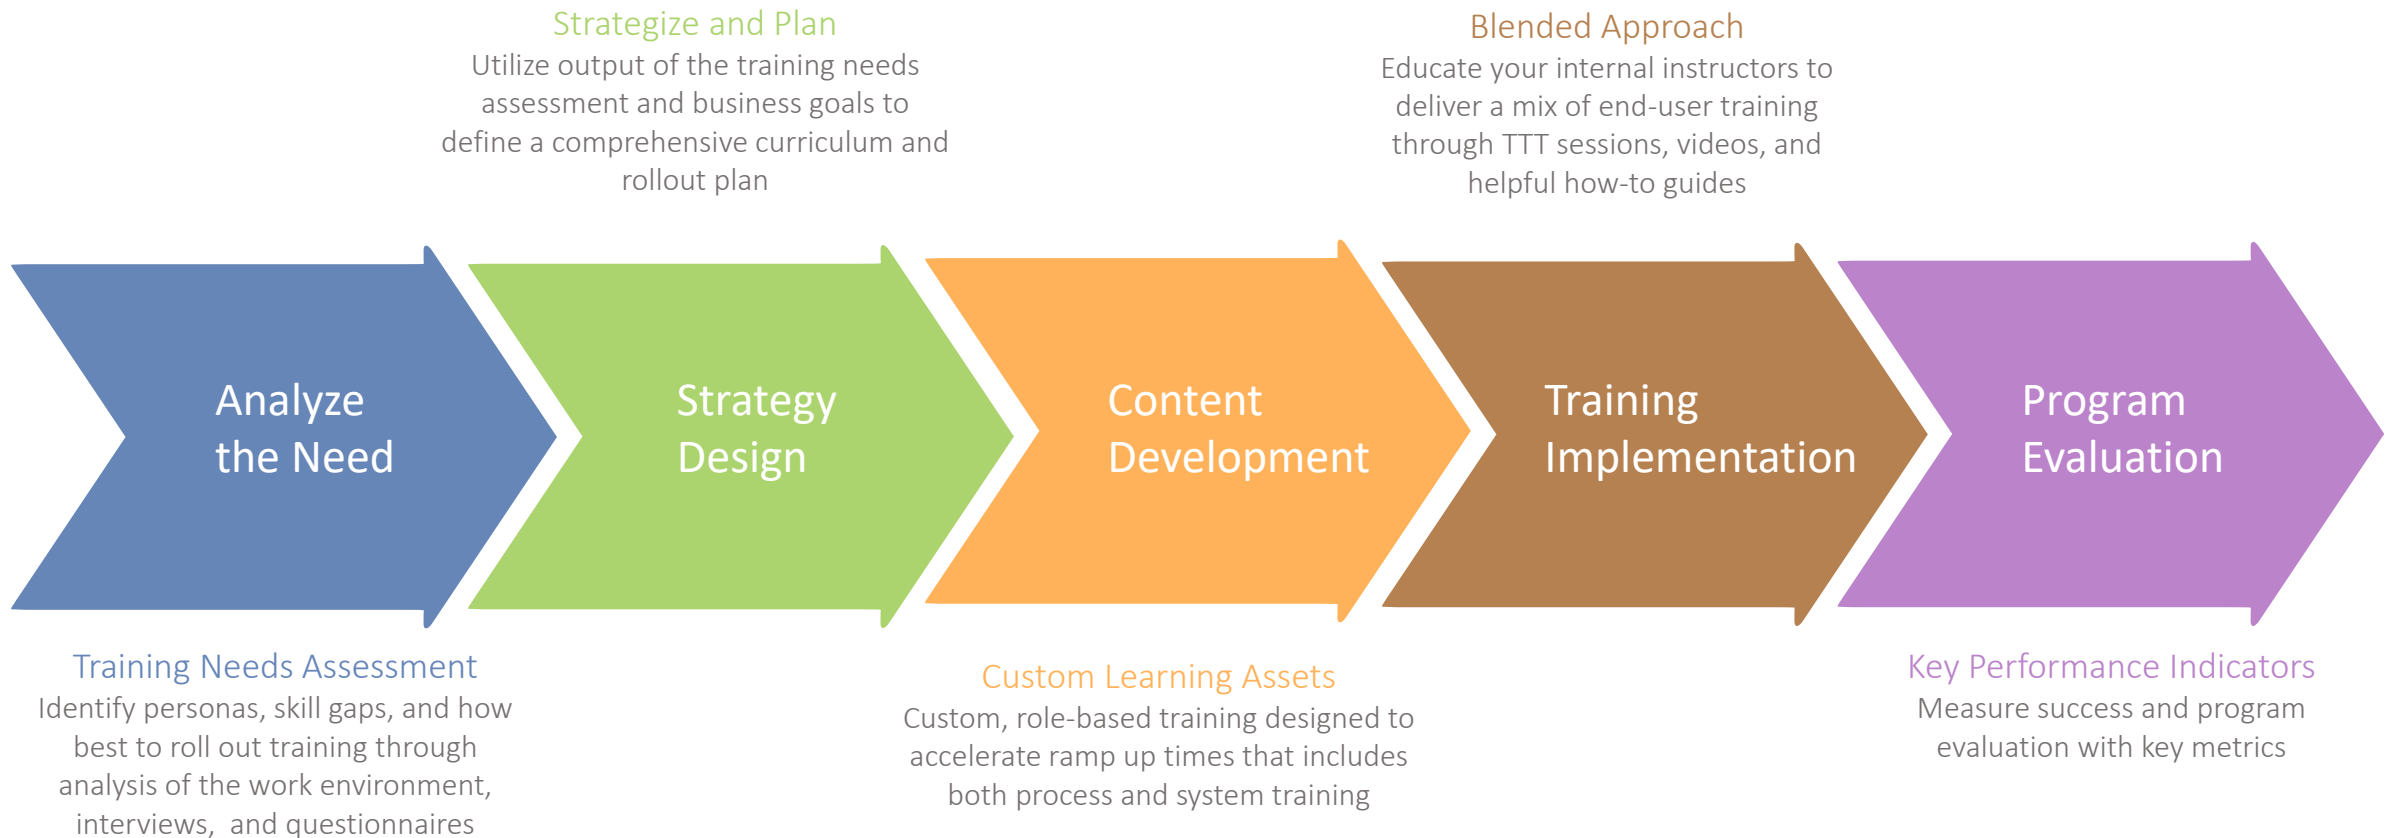 Strategize and Plan
Utilize output of the training needs
assessment and business goals to
define a comprehensive curriculum and
rollout plan
Blended Approach
Educate your internal instructors to
deliver a mix of end-user training
through TTT sessions, videos, and
helpful how-to guides
Analyze
the Need
Strategy
Design
Content
Development
Training
Implementation
Program
Evaluation
Training Needs Assessment
Identify personas, skill gaps, and how
best to roll out training through
analysis of the work environment,
interviews,  and questionnaires
Custom Learning Assets
Custom, role-based training designed to
accelerate ramp up times that includes
both process and system training
Key Performance Indicators
Measure success and program
evaluation with key metrics